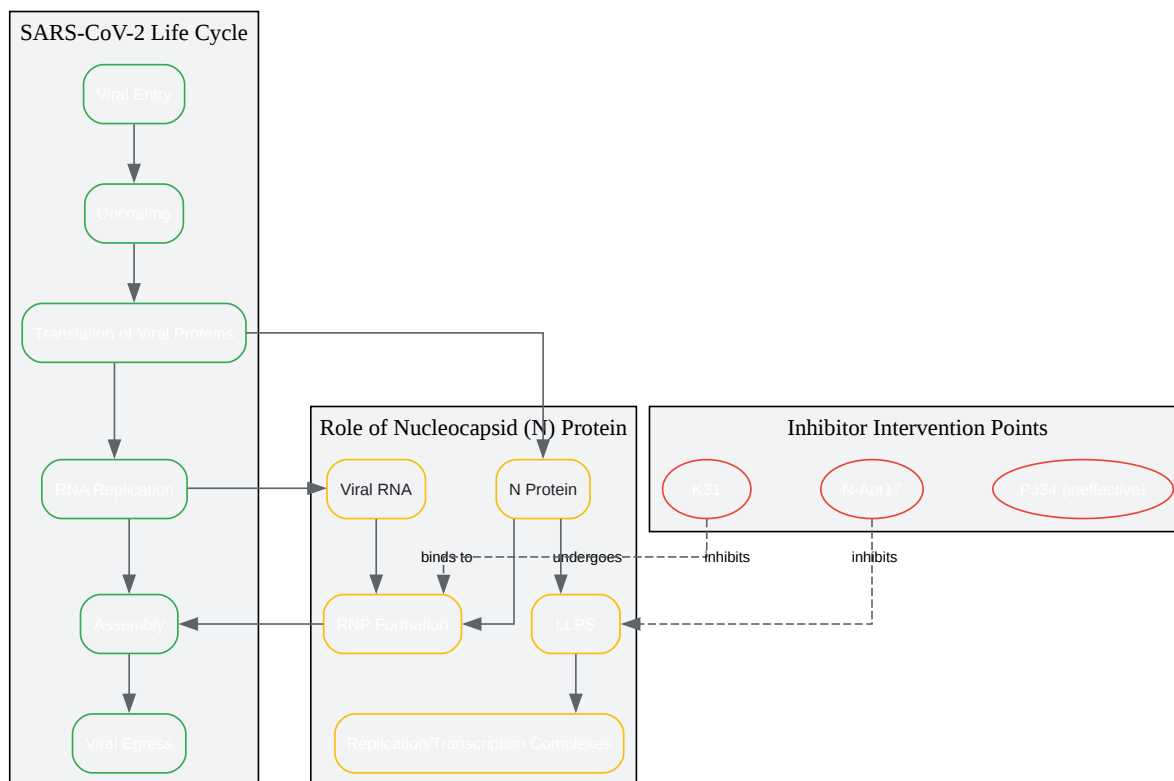 SARS-CoV-2 Life Cycle
Viral Entry
Uncoating
Translation of Viral Proteins
RNA Replication
Assembly
Viral Egress
Role of Nucleocapsid (N) Protein
Viral RNA
N Protein
binds to
undergoes
RNP Formation
LLPS
Replication/Transcription Complexes
Inhibitor Intervention Points
K31
N-Apt17
PJ34 (ineffective)
inhibits
inhibits